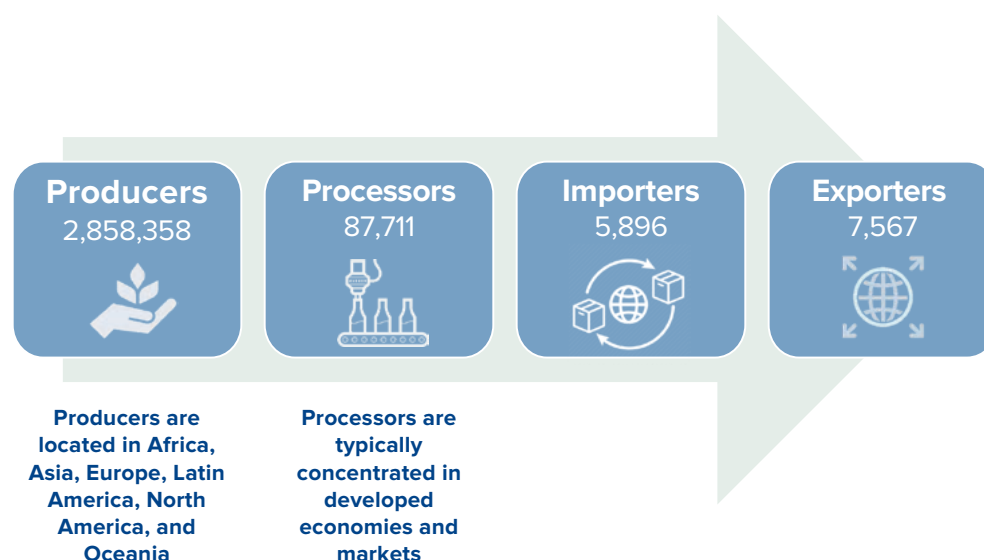 Producers
2,858,358
Processors
87,711
Importers
5,896
Exporters
7,567
Producers are
located in Africa,
Asia, Europe, Latin
America, North
America, and
Oceania
Processors are
typically
concentrated in
developed
economies and
markets